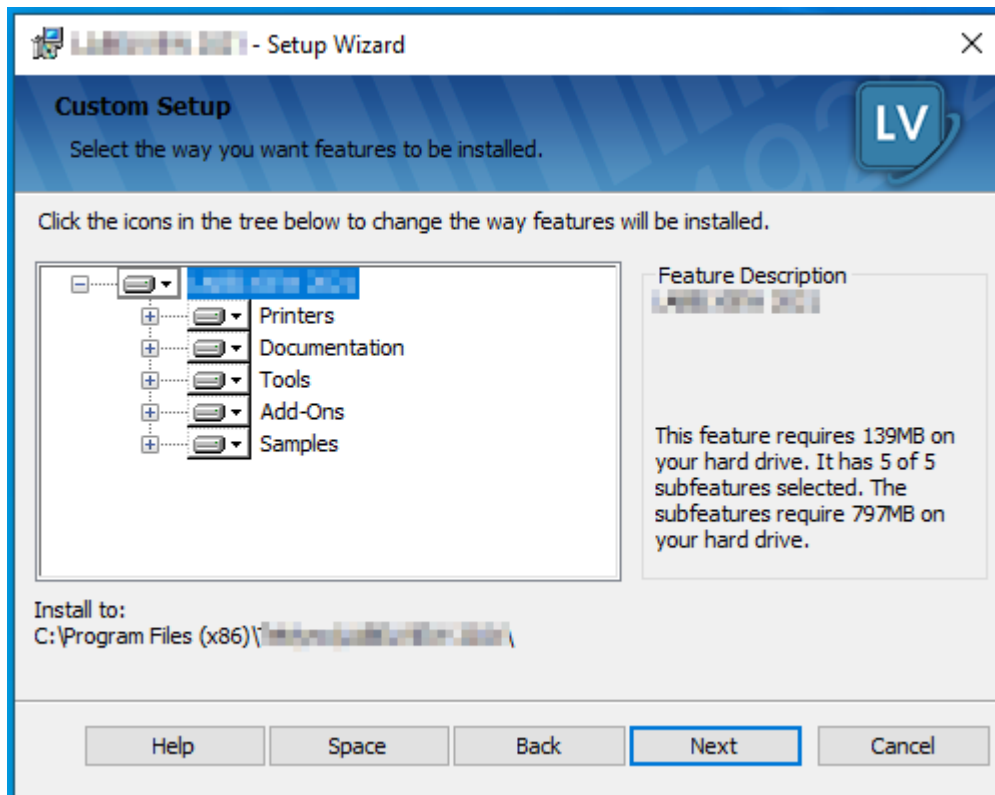 - Setup Wizard
Custom Setup
Select the way you want features to be installed.
LV
Click the icons in the tree below to change the way features will be installed.
Printers
Documentation
Tools
Add-Ons
Samples
Feature Description
This feature requires 139MB on
your hard drive. It has 5 of 5
subfeatures selected. The
subfeatures require 797MB on
your hard drive.
Install to:
C:\Program Files (x86)\
Help
Space
Back
Next
Cancel